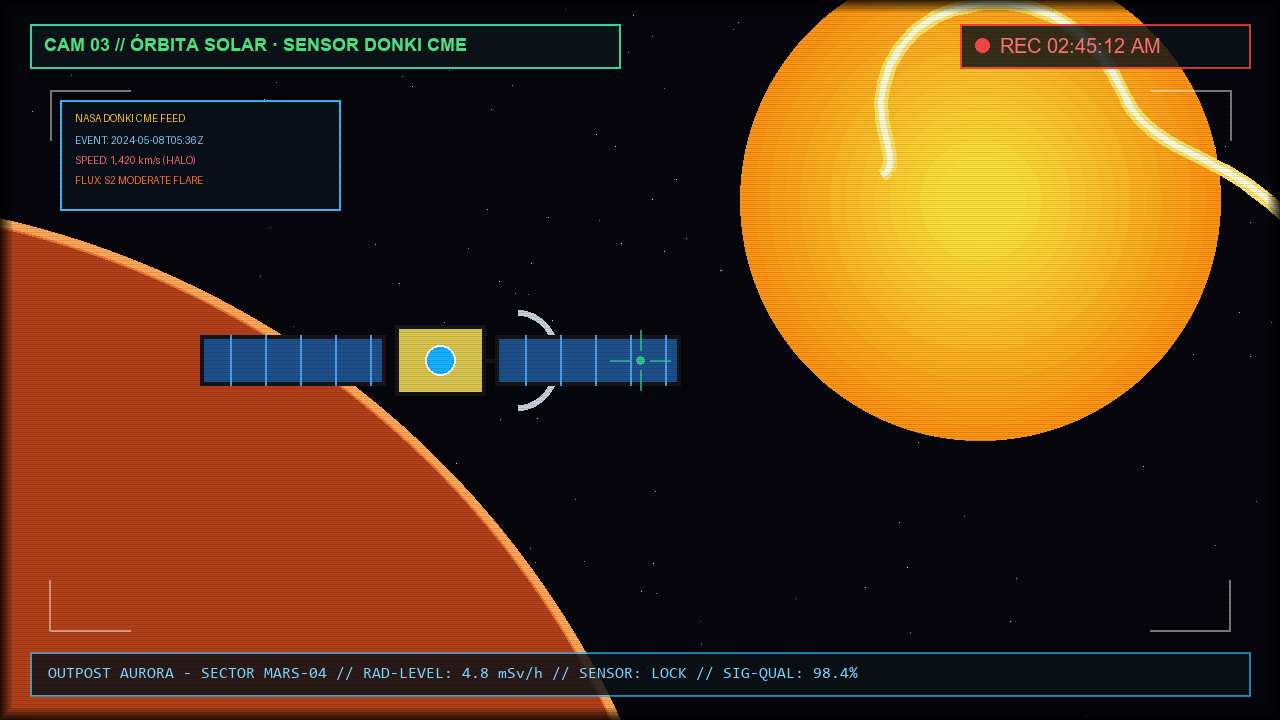 CAM 03 // ÓRBITA SOLAR · SENSOR DONKI CME
REC 02:45:12 AM
NASA DONKI CME FEED
EVENT: 2024-05-08T05:36Z
SPEED: 1,420 km/s (HALO)
FLUX: S2 MODERATE FLARE
OUTPOST AURORA - SECTOR MARS-04 // RAD-LEVEL: 4.8 mSv/h // SENSOR: LOCK // SIG-QUAL: 98.4%